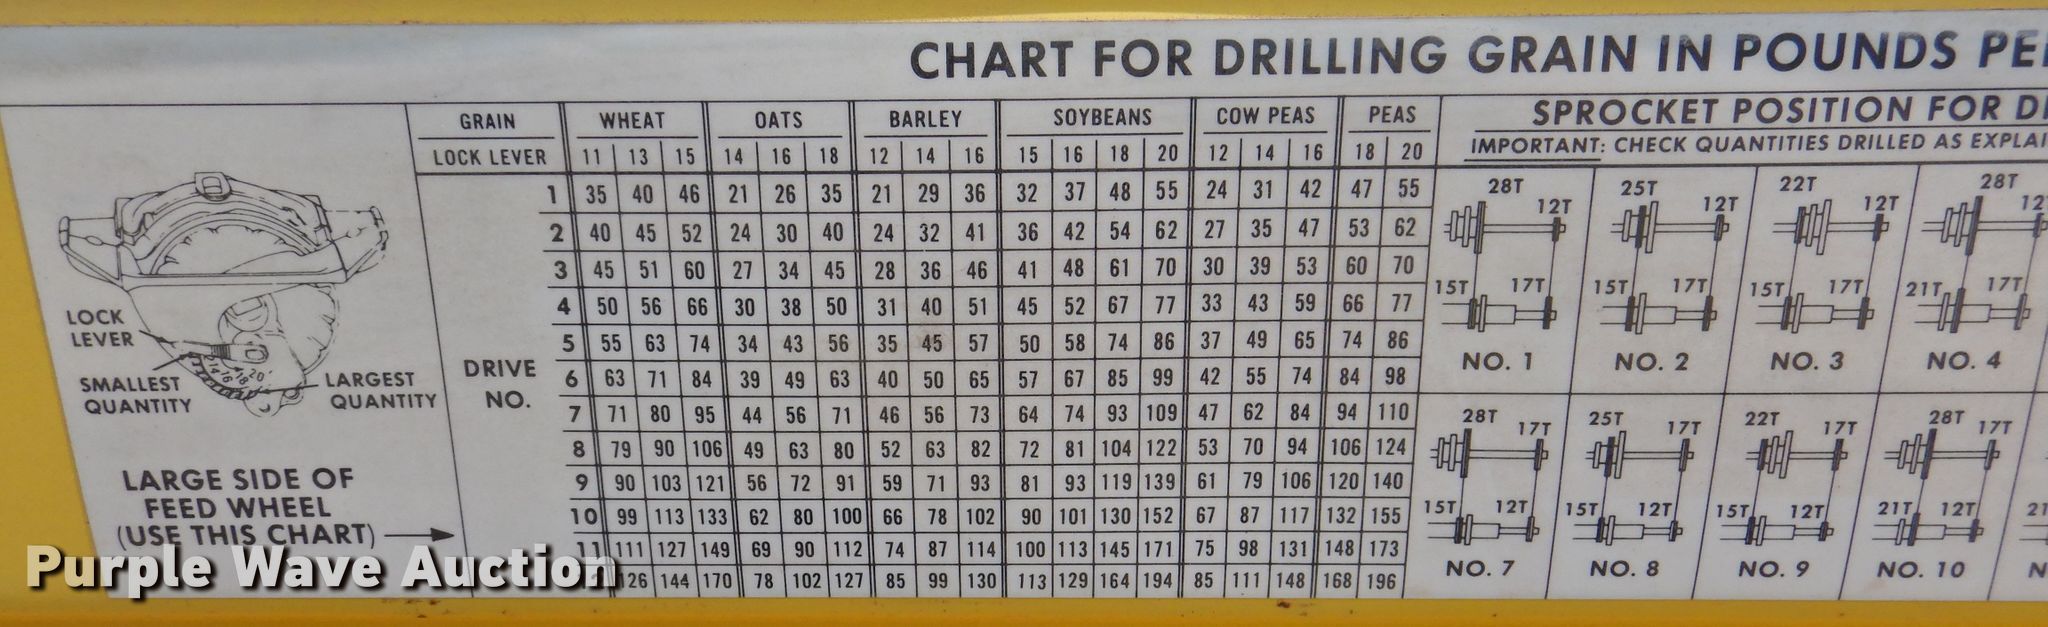 CHART FOR DRILLING GRAIN IN POUNDS
GRAIN WHEAT OATS BARLEY SOYBEANS COW PEAS PEAS
LOCK LEVER 11 13 15 14 16 18 12 14 16 15 16 18 20 12 14 16 18 20
1 35 40 46 21 26 35 21 29 36 32 37 48 55 24 31 42 47 55
2 40 45 52 24 30 40 24 32 41 36 42 54 62 27 35 47 53 62
3 45 51 60 27 34 45 28 36 46 41 48 61 70 30 39 53 60 70
4 50 56 66 30 38 50 31 40 51 45 52 67 77 33 43 59 66 77
5 55 63 74 34 43 56 35 45 57 50 58 74 86 37 49 65 74 86
6 63 71 84 39 49 63 40 50 65 57 67 85 99 42 55 74 84 98
7 71 80 95 44 56 71 46 56 73 64 74 93 109 47 62 84 94 110
8 79 90 106 49 63 80 52 63 82 72 81 104 122 53 70 94 106 124
9 90 103 121 56 72 91 59 71 93 81 93 119 139 61 79 106 120 140
10 99 113 133 62 80 100 66 78 102 90 101 130 152 67 87 117 132 155
11 111 127 149 69 90 112 74 87 114 100 113 145 171 75 98 131 148 173
126 144 170 78 102 127 85 99 130 113 129 164 194 85 111 148 168 196
DRIVE
NO.
LOCK
LEVER
SMALLEST
QUANTITY
14 16 18 20
LARGEST
QUANTITY
LARGE SIDE OF
FEED WHEEL
(USE THIS CHART)
SPROCKET POSITION FOR
IMPORTANT: CHECK QUANTITIES DRILLED AS
28T 12T 25T 12T 22T 12T 28T
15T 17T 15T 17T 15T 17T 21T 17T
NO. 1 NO. 2 NO. 3 NO. 4
28T 17T 25T 17T 22T 17T 28T 17T
15T 12T 15T 12T 15T 12T 21T 12T
NO. 7 NO. 8 NO. 9 NO. 10
Purple Wave Auction